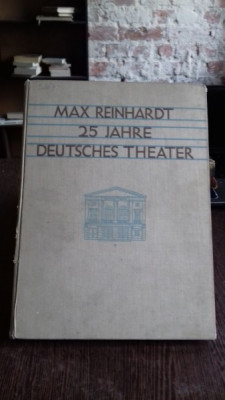 MAX REINHARDT
25 JAHRE
DEUTSCHES THEATER